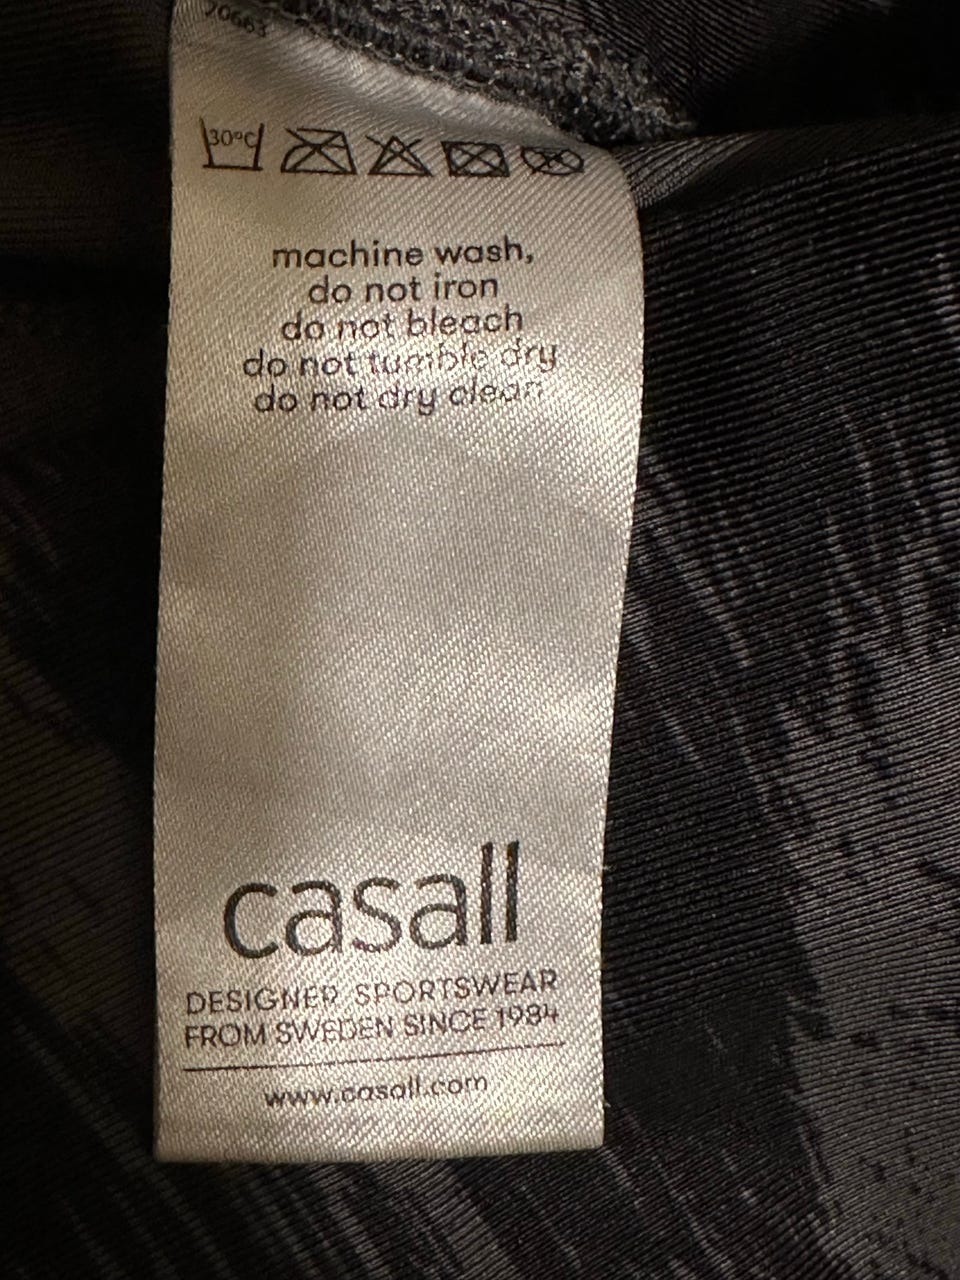 30°C
machine wash,
do not iron
do not bleach
do not tumble dry
do not dry clean
casall
DESIGNER SPORTSWEAR
FROM SWEDEN SINCE 1984
www.casall.com